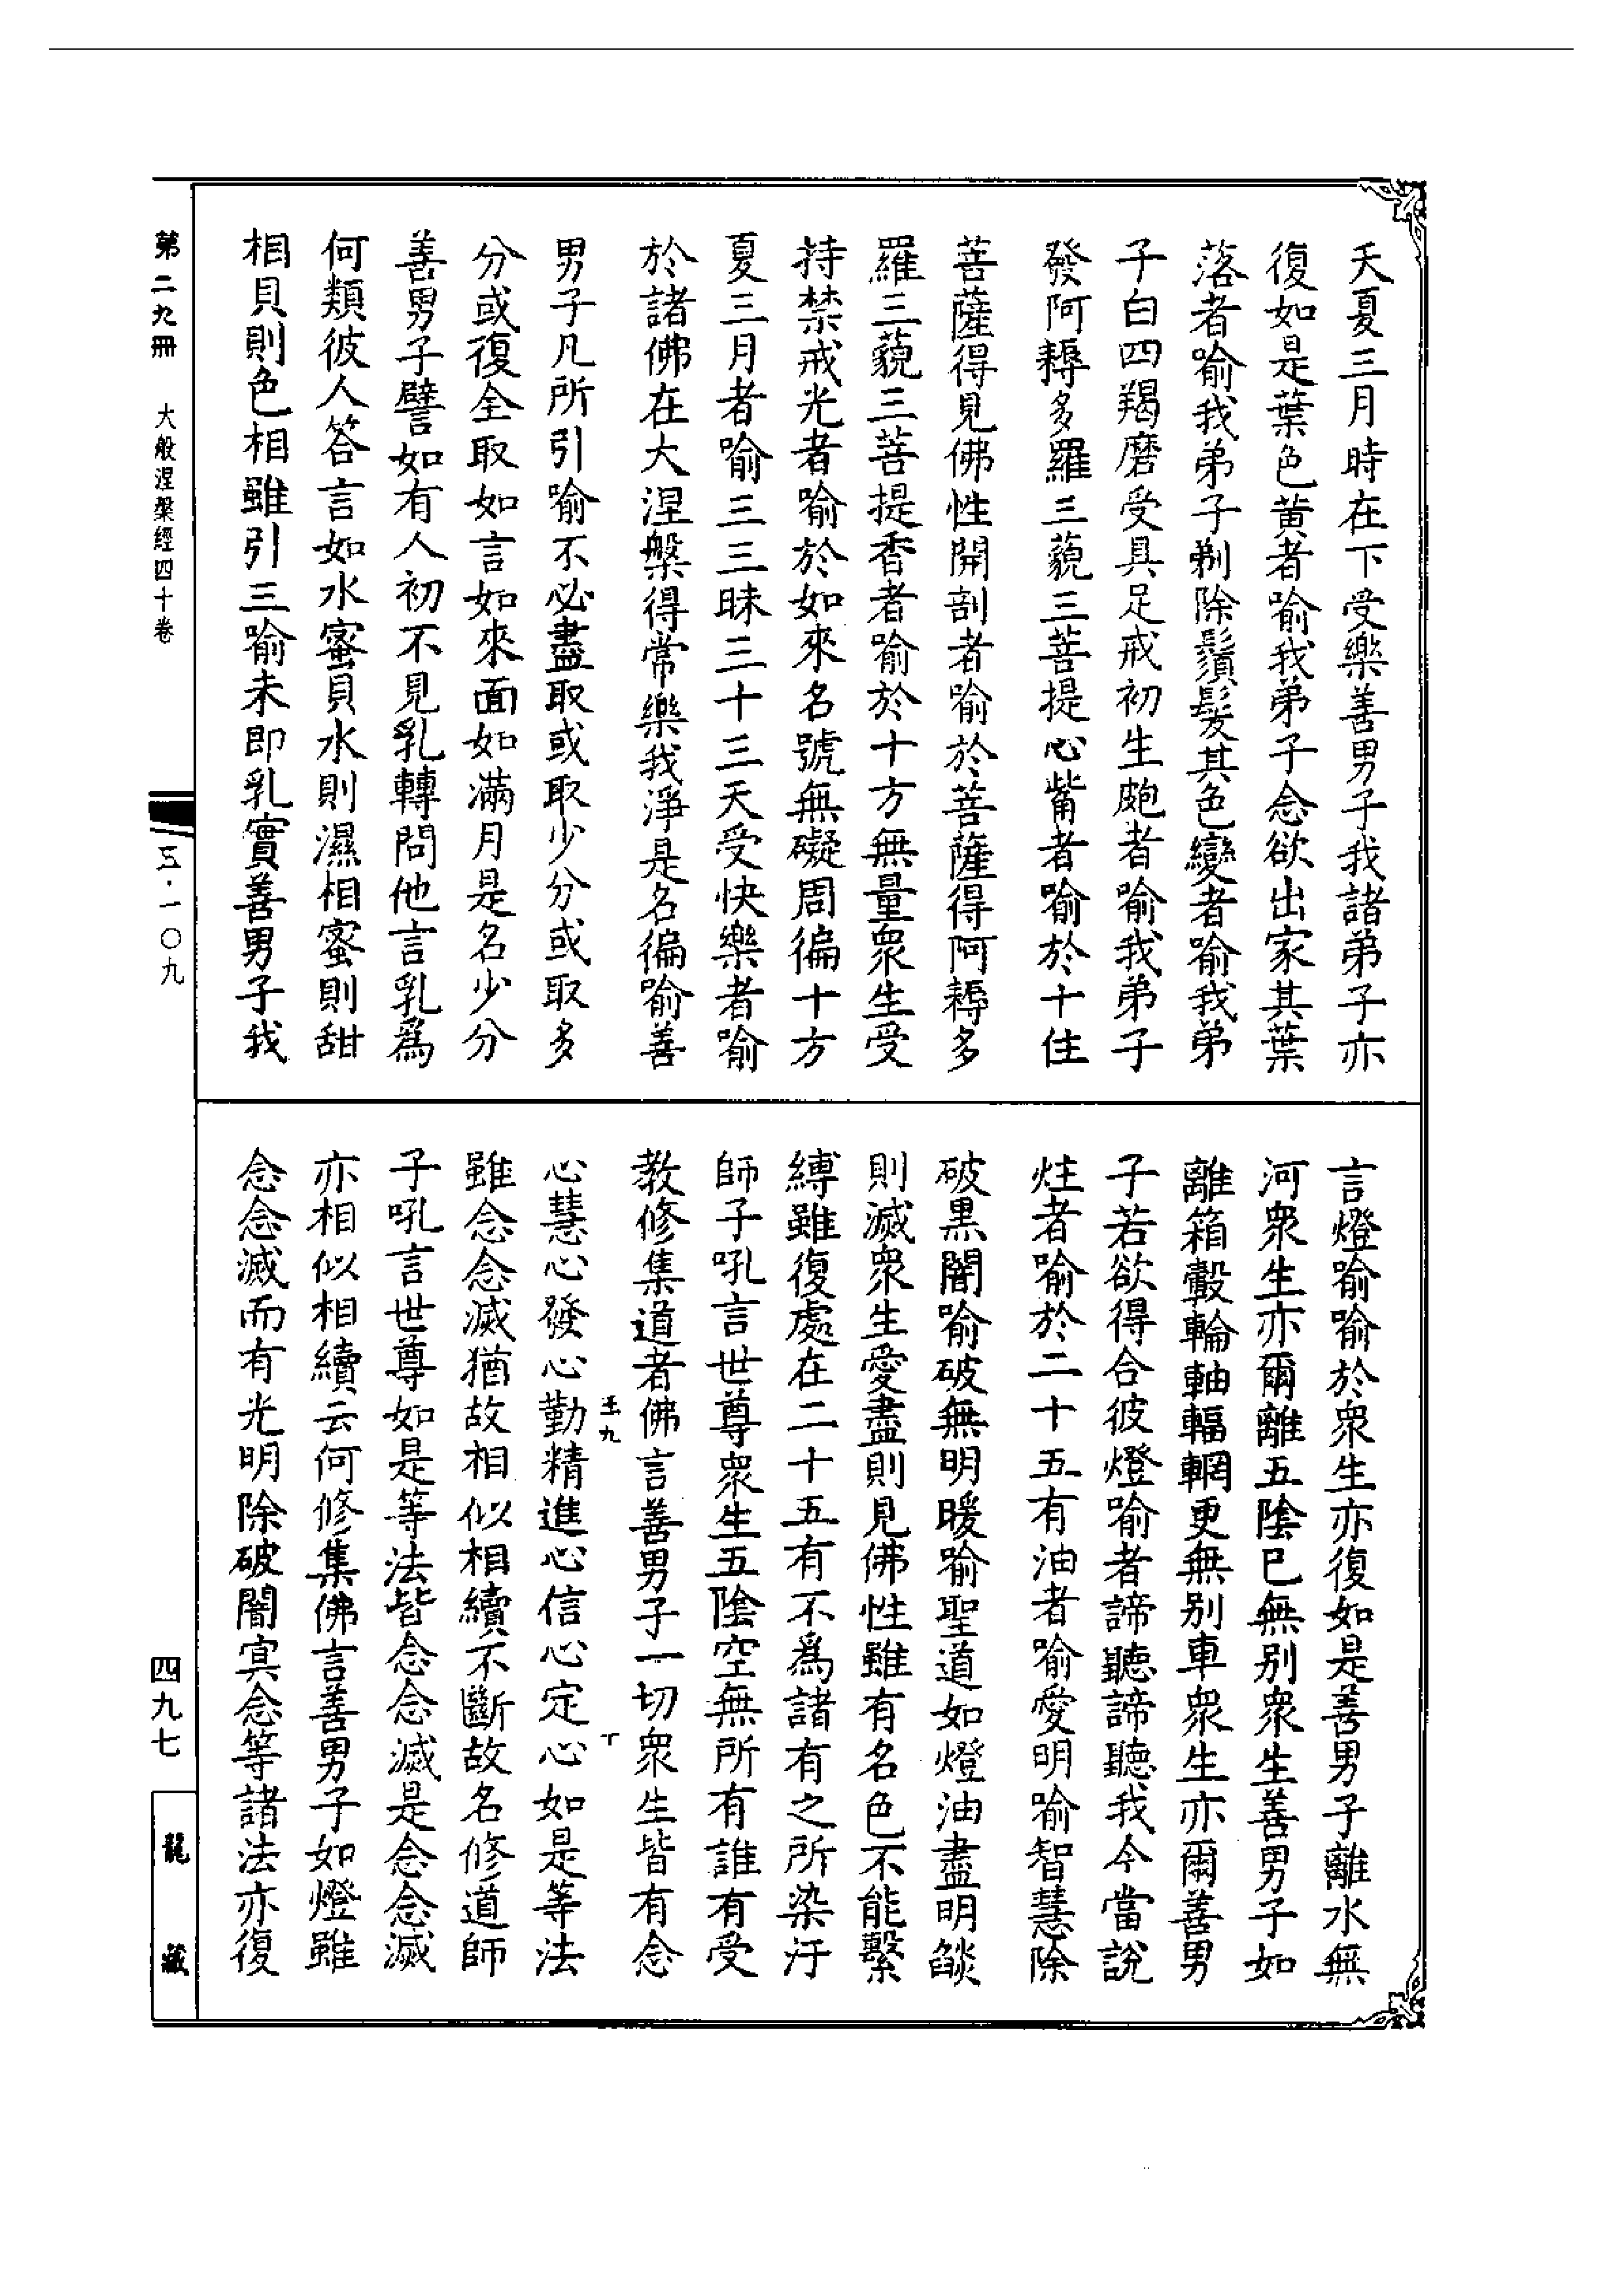 天夏三月時在下受樂善男子我諸弟子亦
復如是葉色黄者喻我弟子念欲出家其葉
落者喻我弟子剃除鬚髮其色變者喻我弟
子白四羯磨受具足戒初生皰者喻我弟子
發阿耨多羅三藐三菩提心觜者喻於十住
菩薩得見佛性開剖者喻於菩薩得阿耨多
羅三藐三菩提香者喻於十方無量衆生受
持禁戒光者喻於如來名號無礙周徧十方
夏三月者喻三三昧三十三天受快樂者喻
於諸佛在大涅槃得常樂我淨是名徧喻善
男子凡所引喻不必盡取或取少分或取多
分或復全取如言如來面如滿月是名少分
善男子譬如有人初不見乳轉問他言乳爲
何類彼人答言如水蜜貝水則濕相蜜則甜
相貝則色相雖引三喻未即乳實善男子我
言燈喻喻於衆生亦復如是善男子離水無
河衆生亦爾離五陰已無别衆生善男子如
離箱轂輪軸輻輞更無别車衆生亦爾善男
子若欲得合彼燈喻者諦聽諦聽我今當說
炷者喻於二十五有油者喻愛明喻智慧除
破黑闇喻破無明暖喻聖道如燈油盡明燄
則滅衆生愛盡則見佛性雖有名色不能繫
縛雖復處在二十五有不爲諸有之所染汙
師子吼言世尊衆生五陰空無所有誰有受
教修集道者佛言善男子一切衆生皆有念
心慧心發心勤精進心信心定心如是等法
雖念念滅猶故相似相續不斷故名修道師
子吼言世尊如是等法皆念念滅是念念滅
亦相似相續云何修集佛言善男子如燈雖
念念滅而有光明除破闇冥念等諸法亦復
第二九冊
大般涅槃經四十卷
五·一〇九
四九七
龍藏